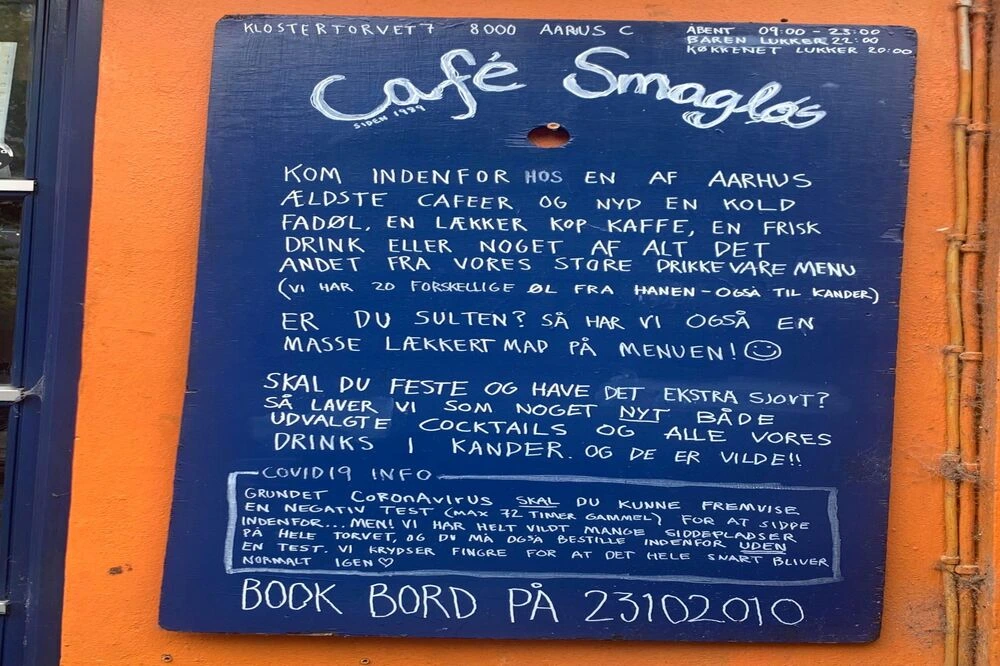 KLOSTERTORVET 7 8000 AARUS C
ÅBENT 09:00 - 23:00
BAREN LUKKER 22:00
KØKKENET LUKKER 20:00
Café Smagløs
SIDEN 1989
KOM INDENFOR HOS EN AF AARHUS
ÆLDSTE CAFEER OG NYD EN KOLD
FADØL, EN LÆKKER KOP KAFFE, EN FRISK
DRINK ELLER NOGET AF ALT DET
ANDET FRA VORES STORE DRIKKEVARE MENU
(VI HAR 20 FORSKELLIGE ØL FRA HANEN - OGSÅ TIL KANDER)
ER DU SULTEN? SÅ HAR VI OGSÅ EN
MASSE LÆKKERT MAD PÅ MENUEN! ☺
SKAL DU FESTE OG HAVE DET EKSTRA SJOVT?
SÅ LAVER VI SOM NOGET NYT BÅDE
UDVALGTE COCKTAILS OG ALLE VORES
DRINKS I KANDER. OG DE ER VILDE!!
COVID19 INFO
GRUNDET CORONAVIRUS SKAL DU KUNNE FREMVISE
EN NEGATIV TEST (MAX 72 TIMER GAMMEL) FOR AT SIDDE
INDENFOR... MEN! VI HAR HELT VILDT MANGE SIDDEPLADSER
PÅ HELE TORVET, OG DU MÅ OGSÅ BESTILLE INDENFOR UDEN
EN TEST. VI KRYDSER FINGRE FOR AT DET HELE SNART BLIVER
NORMALT IGEN ♡
BOOK BORD PÅ 23102010